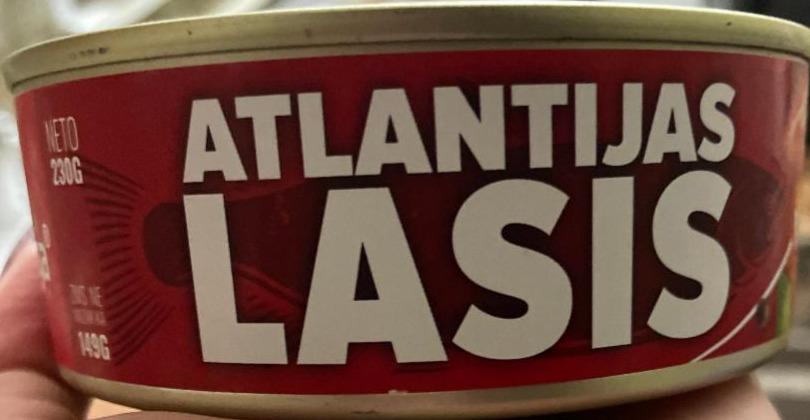 NETO
230G
ATLANTIJAS
LASIS
149G